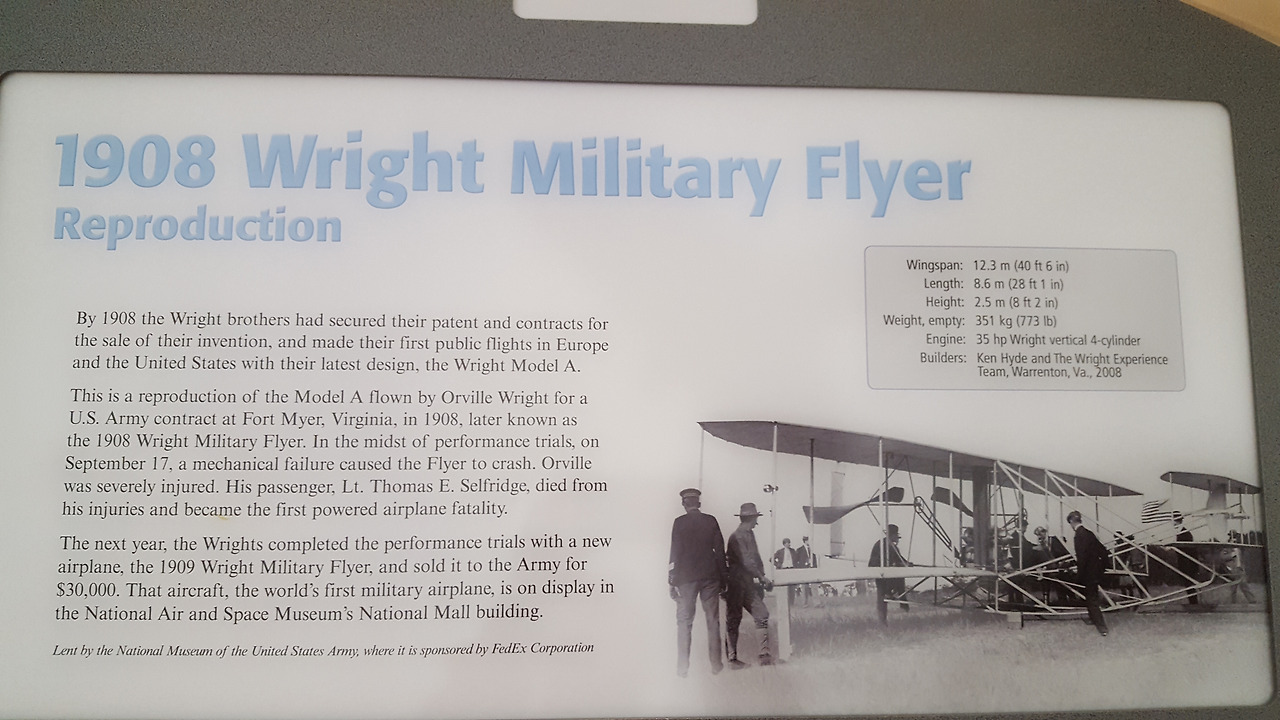 1908 Wright Military Flyer
Reproduction
Wingspan: 12.3 m (40 ft 6 in)
Length: 8.6 m (28 ft 1 in)
Height: 2.5 m (8 ft 2 in)
Weight, empty: 351 kg (773 lb)
Engine: 35 hp Wright vertical 4-cylinder
Builders: Ken Hyde and The Wright Experience
Team, Warrenton, Va., 2008
By 1908 the Wright brothers had secured their patent and contracts for
the sale of their invention, and made their first public flights in Europe
and the United States with their latest design, the Wright Model A.
This is a reproduction of the Model A flown by Orville Wright for a
U.S. Army contract at Fort Myer, Virginia, in 1908, later known as
the 1908 Wright Military Flyer. In the midst of performance trials, on
September 17, a mechanical failure caused the Flyer to crash. Orville
was severely injured. His passenger, Lt. Thomas E. Selfridge, died from
his injuries and became the first powered airplane fatality.
The next year, the Wrights completed the performance trials with a new
airplane, the 1909 Wright Military Flyer, and sold it to the Army for
$30,000. That aircraft, the world's first military airplane, is on display in
the National Air and Space Museum's National Mall building.
Lent by the National Museum of the United States Army, where it is sponsored by FedEx Corporation